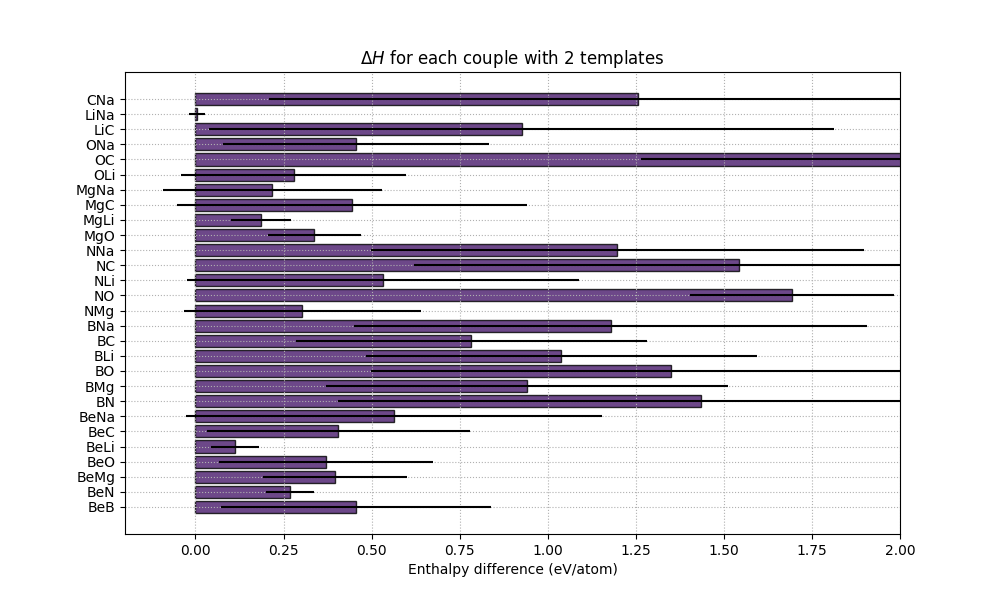 ΔH for each couple with 2 templates
CNa
LiNa
LiC
ONa
OC
OLi
MgNa
MgC
MgLi
MgO
NNa
NC
NLi
NO
NMg
BNa
BC
BLi
BO
BMg
BN
BeNa
BeC
BeLi
BeO
BeMg
BeN
BeB
0.00 0.25 0.50 0.75 1.00 1.25 1.50 1.75 2.00
Enthalpy difference (eV/atom)